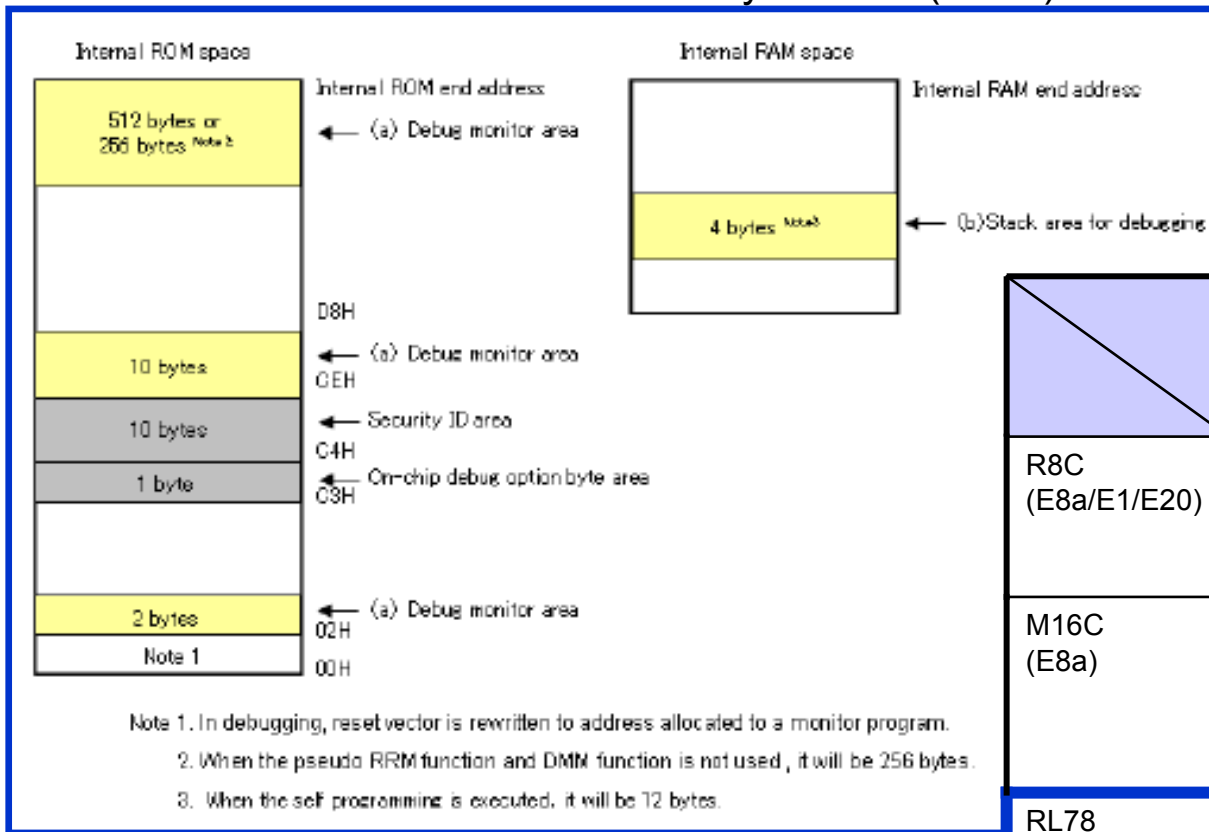 Internal ROM space
Internal ROM end address
512 bytes or
256 bytes Note 2
(a) Debug monitor area
D8H
10 bytes
(a) Debug monitor area
CEH
10 bytes
Security ID area
C4H
1 byte
On-chip debug option byte area
C3H
2 bytes
(a) Debug monitor area
02H
Note 1
00H
Internal RAM space
Internal RAM end address
4 bytes Note3
(b)Stack area for debugging
Note 1. In debugging, reset vector is rewritten to address allocated to a monitor program.
2. When the pseudo RRM function and DMM function is not used , it will be 256 bytes.
3. When the self programming is executed, it will be 12 bytes.
R8C
(E8a/E1/E20)
M16C
(E8a)
RL78